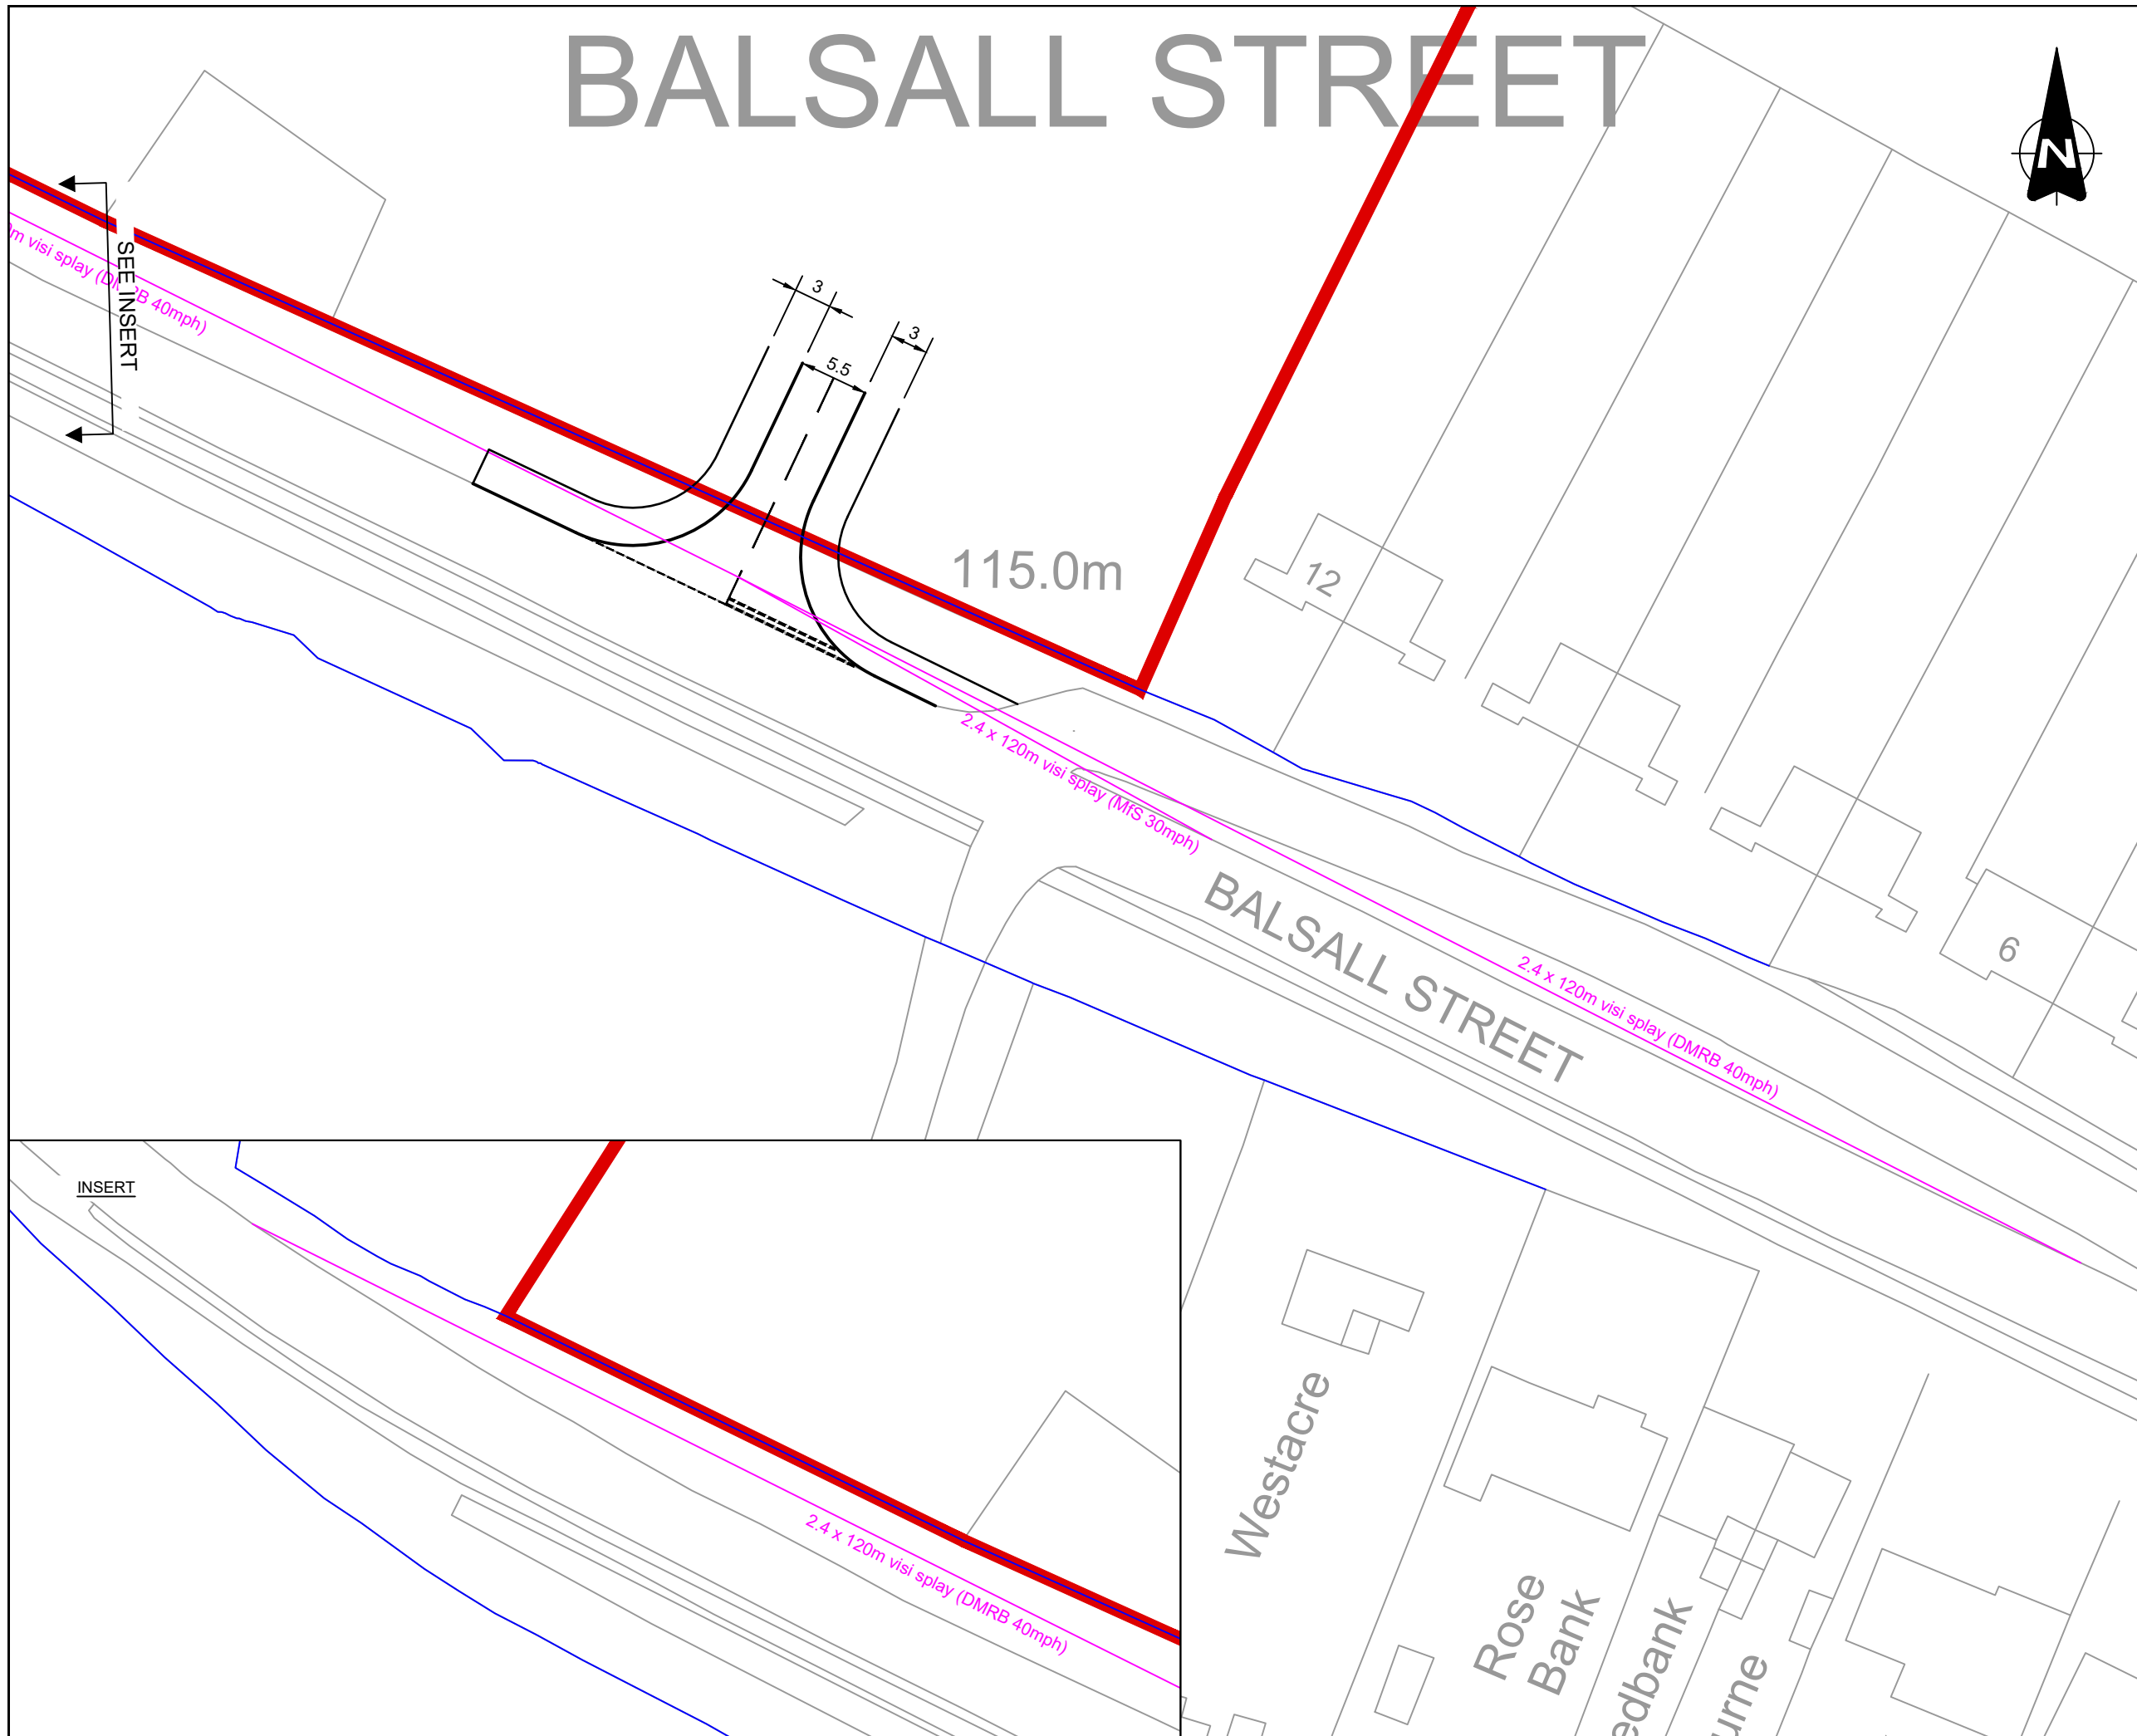 BALSALL STREET
N
m visi splay (DMRB 40mph)
SEE INSERT
3
3
5.5
115.0m
12
2.4 x 120m visi splay (MfS 30mph)
BALSALL STREET
6
2.4 x 120m visi splay (DMRB 40mph)
INSERT
2.4 x 120m visi splay (DMRB 40mph)
Westacre
Rose
Bank
edbank
urne